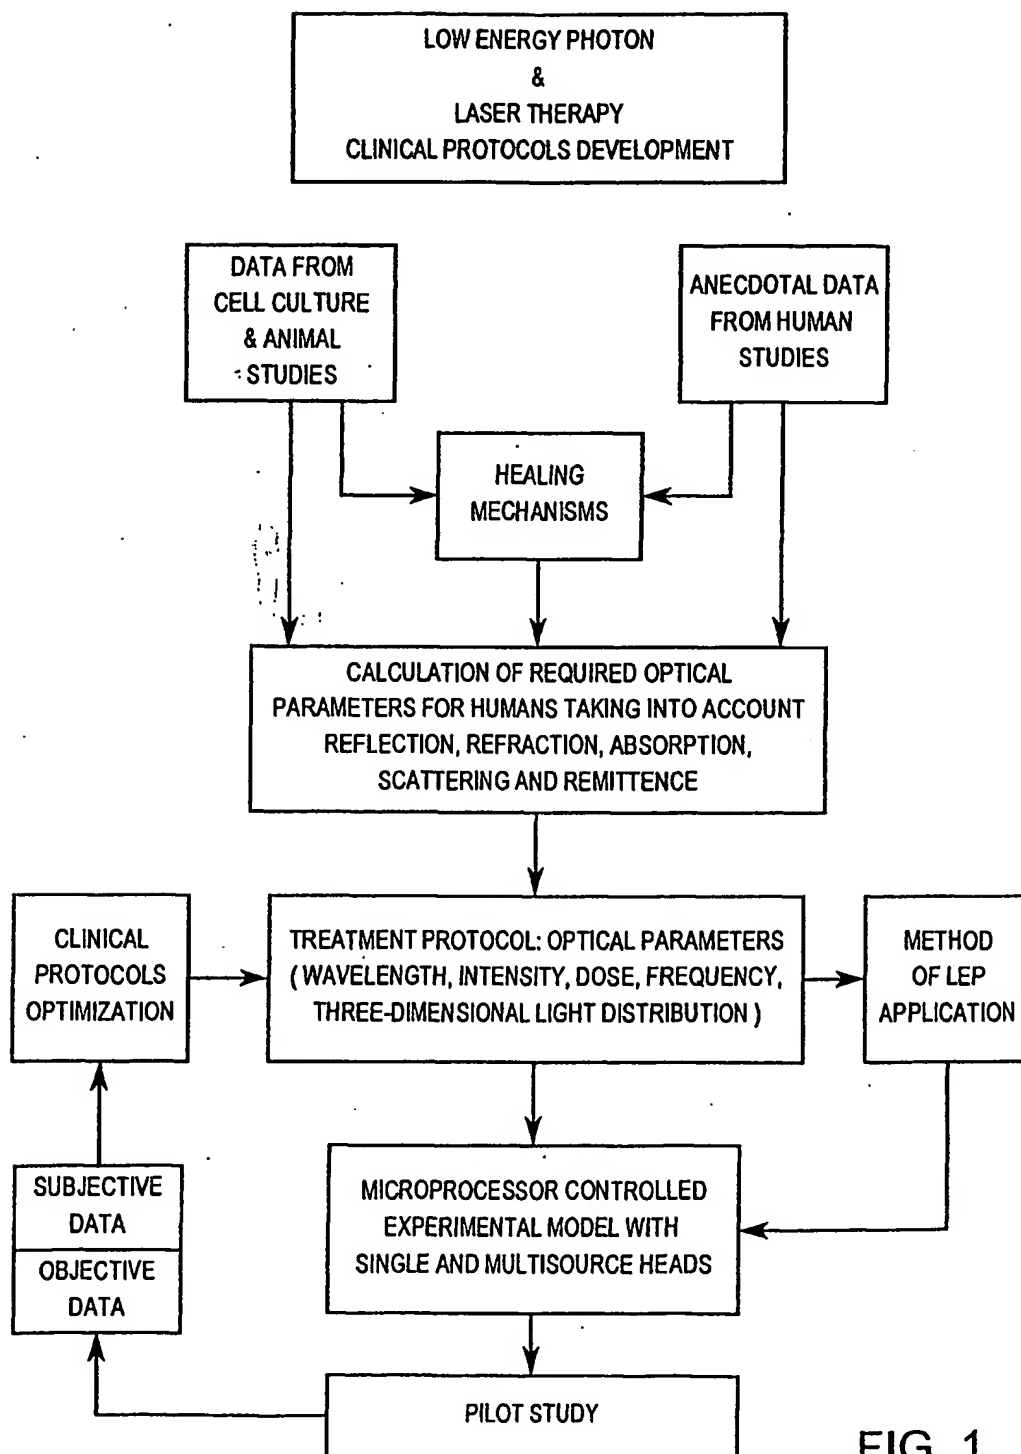 LOW ENERGY PHOTON
&
LASER THERAPY
CLINICAL PROTOCOLS DEVELOPMENT
DATA FROM
CELL CULTURE
& ANIMAL
STUDIES
ANECDOTAL DATA
FROM HUMAN
STUDIES
HEALING
MECHANISMS
CALCULATION OF REQUIRED OPTICAL
PARAMETERS FOR HUMANS TAKING INTO ACCOUNT
REFLECTION, REFRACTION, ABSORPTION,
SCATTERING AND REMITTENCE
CLINICAL
PROTOCOLS
OPTIMIZATION
TREATMENT PROTOCOL: OPTICAL PARAMETERS
( WAVELENGTH, INTENSITY, DOSE, FREQUENCY,
THREE-DIMENSIONAL LIGHT DISTRIBUTION )
METHOD
OF LEP
APPLICATION
SUBJECTIVE
DATA
OBJECTIVE
DATA
MICROPROCESSOR CONTROLLED
EXPERIMENTAL MODEL WITH
SINGLE AND MULTISOURCE HEADS
PILOT STUDY
FIG. 1